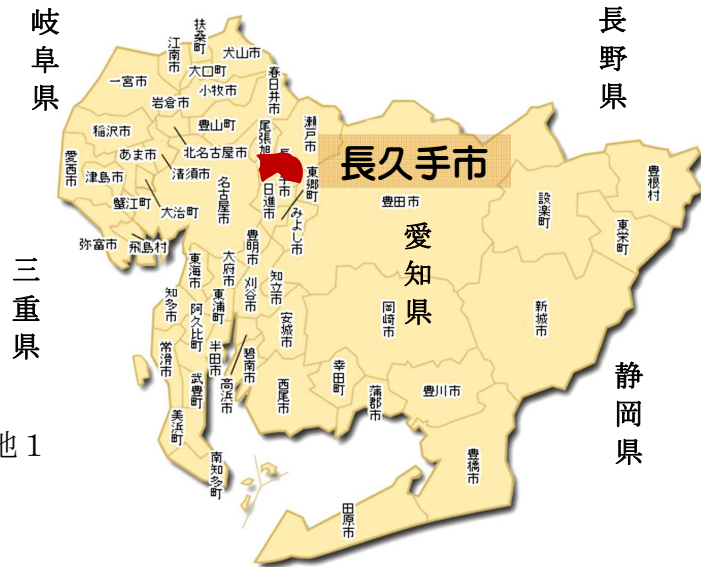 岐阜県
長野県
扶桑町
江南市
犬山市
大口町
春日井市
一宮市
小牧市
岩倉市
瀬戸市
稲沢市
豊山町
尾張旭
愛西市
あま市
北名古屋市
長久手市
津島市
清須市
名古屋市
日進市
東郷町
豊田市
設楽町
豊根村
蟹江町
大治町
みよし市
東栄町
愛知県
弥富市
飛島村
豊明市
三重県
東海市
大府市
刈谷市
知立市
知多市
東浦町
阿久比町
安城市
岡崎市
新城市
常滑市
半田市
碧南市
高浜市
武豊町
西尾市
幸田町
蒲郡市
豊川市
静岡県
美浜町
地1
南知多町
豊橋市
田原市